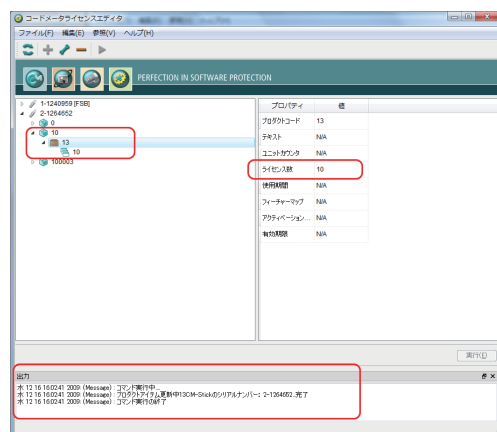 コードメータライセンスエディタ
ファイル(F) 編集(E) 参照(V) ヘルプ(H)
PERFECTION IN SOFTWARE PROTECTION
1-1240959 [FSB]
2-1264652
0
10
13
10
100003
プロパティ 値
プロダクトコード 13
テキスト N/A
ユニットカウンタ N/A
ライセンス数 10
使用期間 N/A
フィーチャーマップ N/A
アクティベーション... N/A
有効期限 N/A
実行(D)
出力
水 12 16 16:02:41 2009: (Message) : コマンド実行中...
水 12 16 16:02:41 2009: (Message) : プロダクトアイテム更新中13CM-Stickのシリアルナンバー: 2-1264652..完了
水 12 16 16:02:41 2009: (Message) : コマンド実行の終了